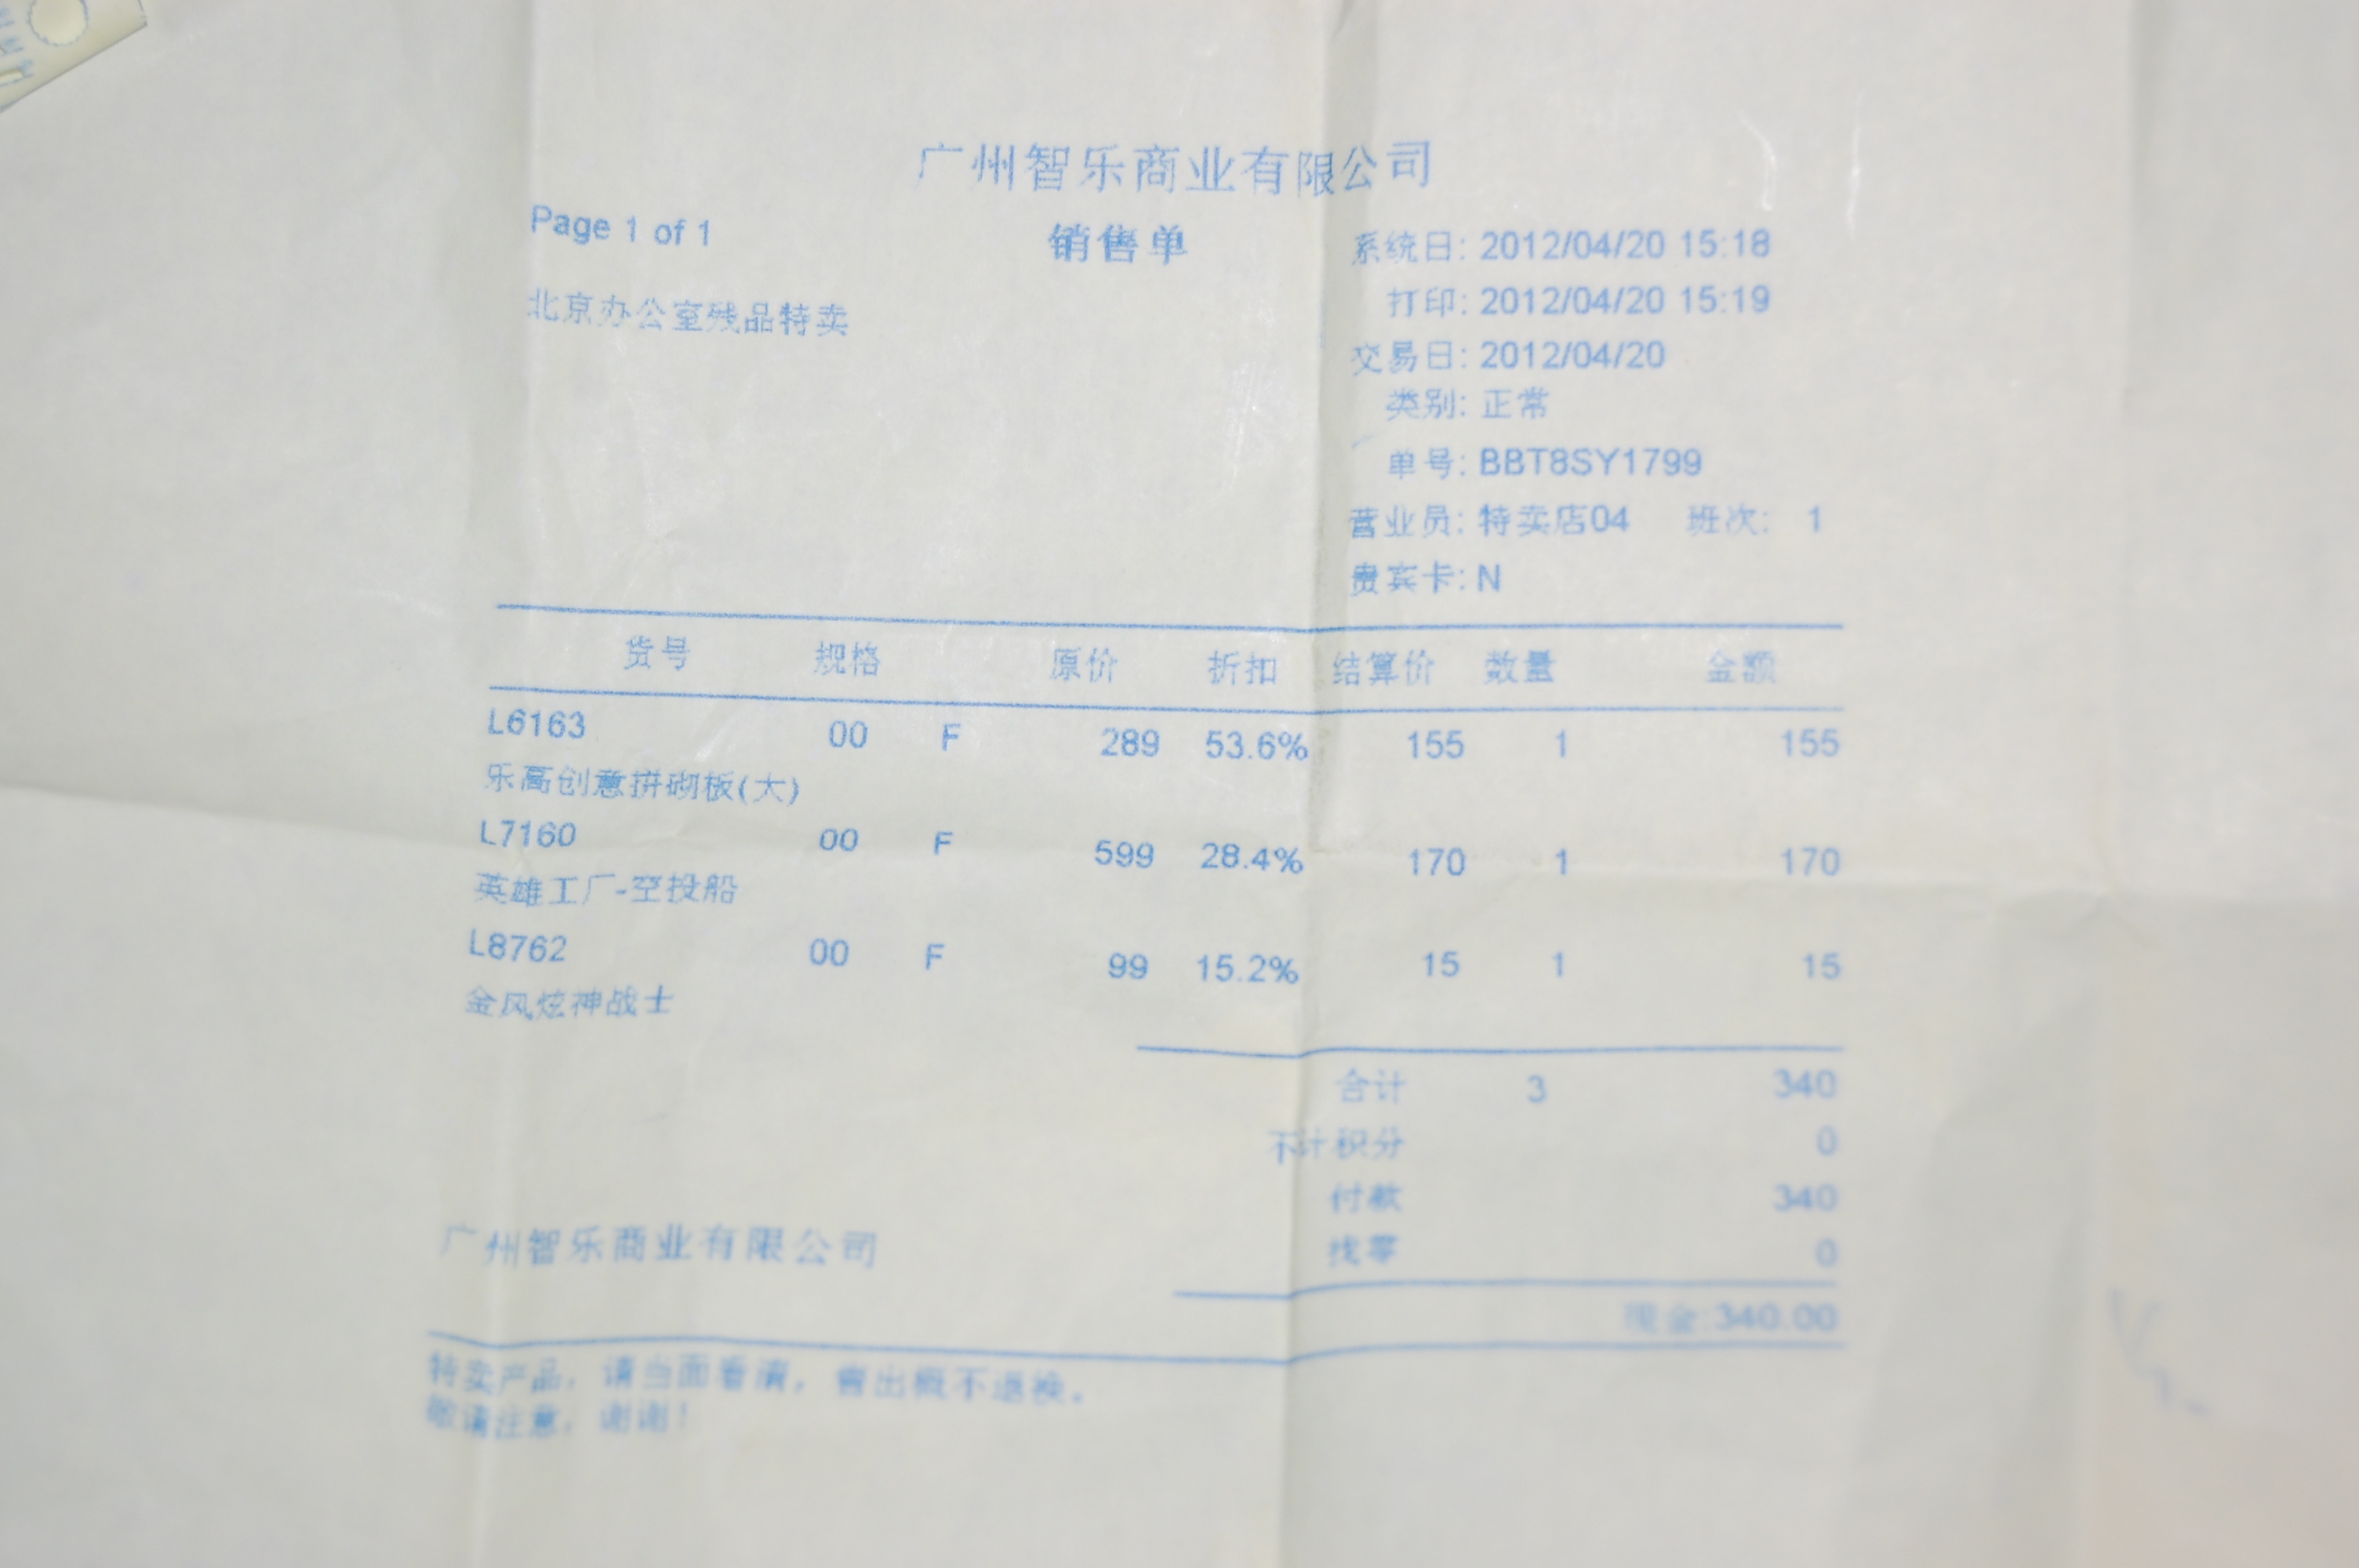 广州智乐商业有限公司
Page 1 of 1
销售单
系统日: 2012/04/20 15:18
北京办公室残品特卖
打印: 2012/04/20 15:19
交易日: 2012/04/20
类别: 正常
单号: BBT8SY1799
营业员: 特卖店04 班次: 1
贵宾卡: N
货号 规格 原价 折扣 结算价 数量 金额
L6163 00 F 289 53.6% 155 1 155
乐高创意拼砌板(大)
L7160 00 F 599 28.4% 170 1 170
英雄工厂-空投船
L8762 00 F 99 15.2% 15 1 15
金风炫神战士
合计 3 340
不计积分 0
付款 340
找零 0
广州智乐商业有限公司
现金:340.00
特卖产品，请当面看清，售出概不退换。
敬请注意，谢谢！